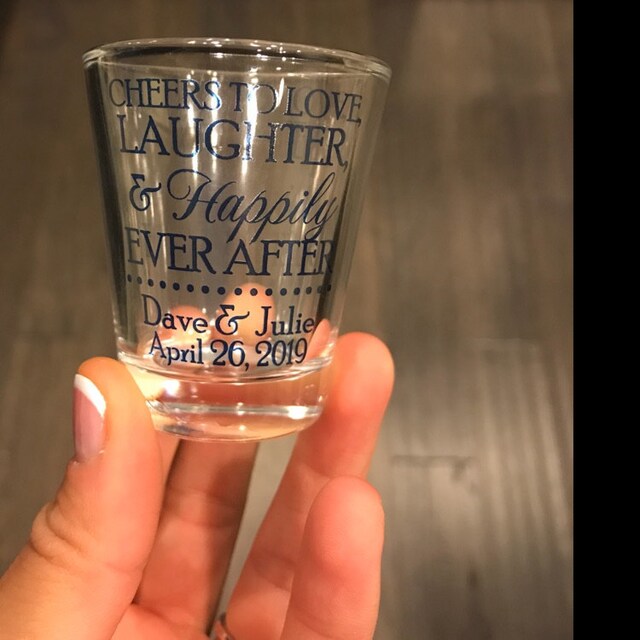 CHEERS TO LOVE,
LAUGHTER,
& Happily
EVER AFTER
Dave & Julie
April 26, 2019